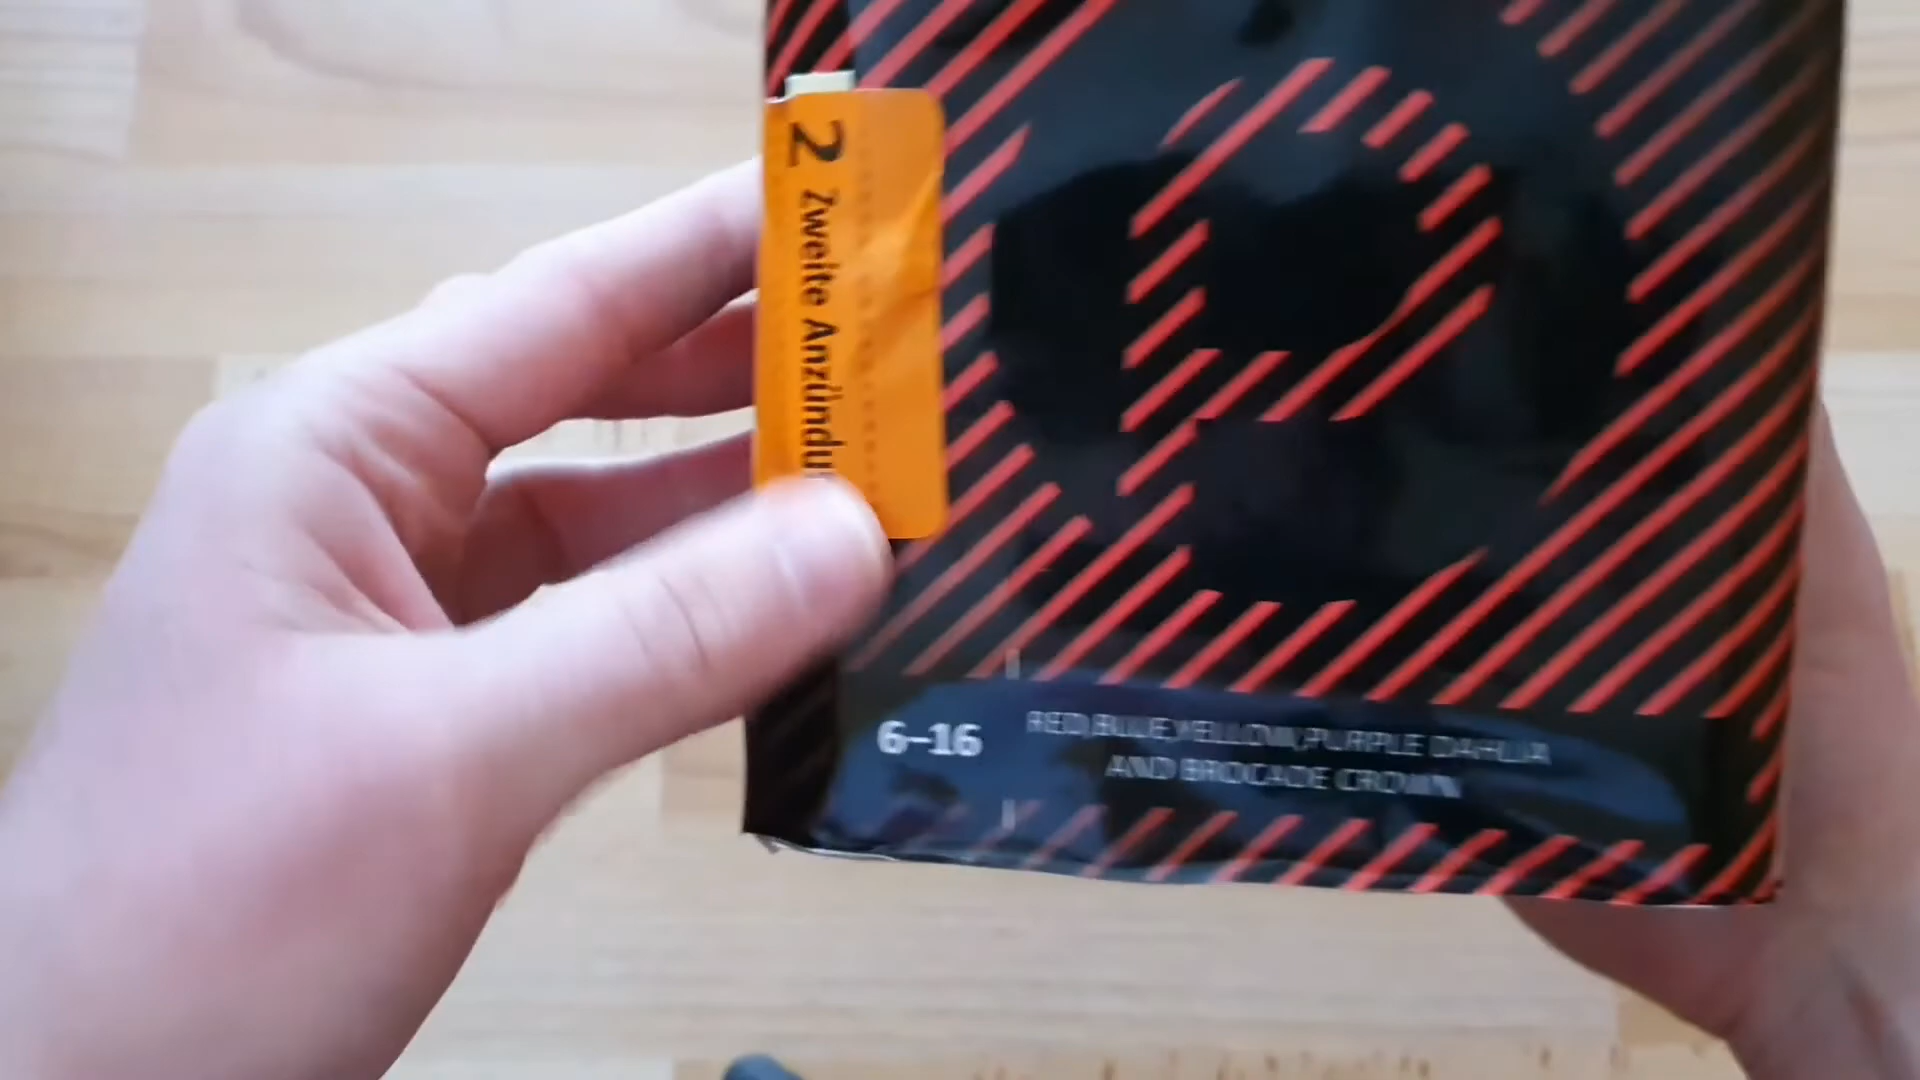 2 Zweite Anzündu
6–16
RED,BLUE,YELLOW,PURPLE DAHLIA
AND BROCADE CROWN